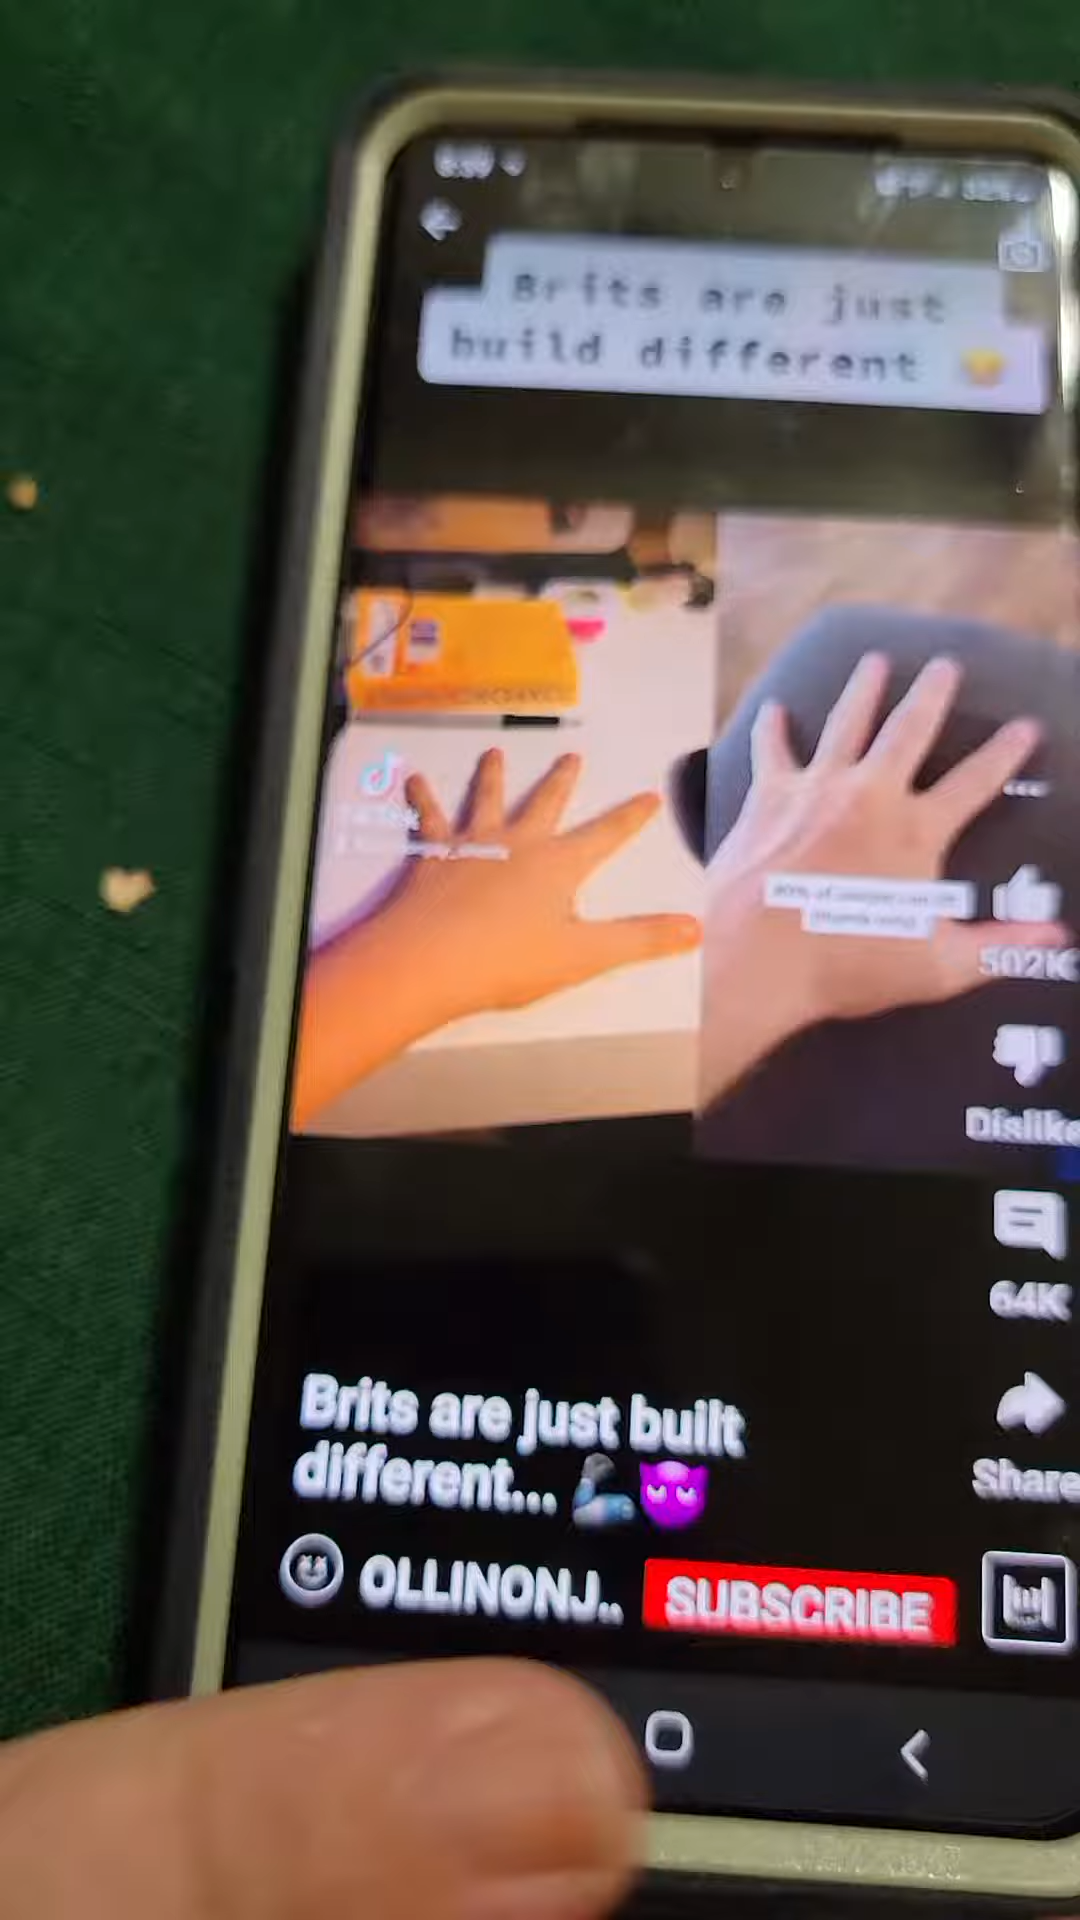 Brits are just
build different
502K
Dislike
64K
Share
Brits are just built
different...
OLLINONJ..
SUBSCRIBE